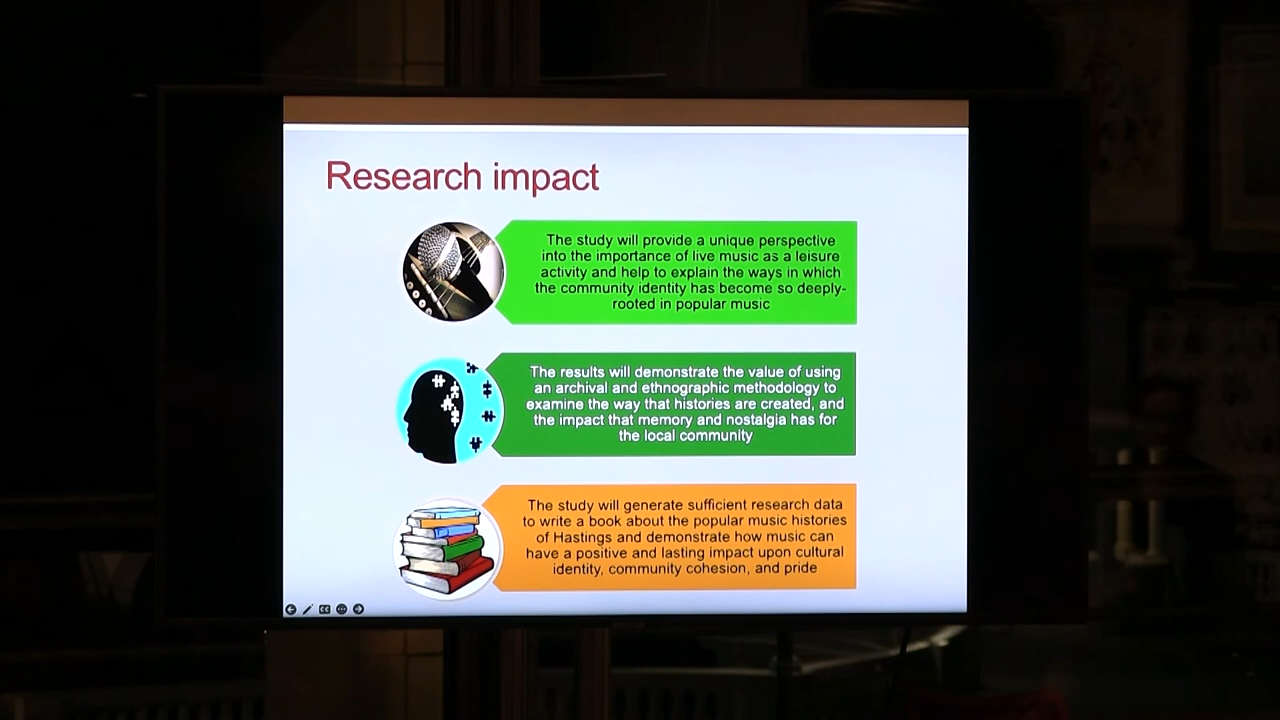 Research impact
The study will provide a unique perspective
into the importance of live music as a leisure
activity and help to explain the ways in which
the community identity has become so deeply-
rooted in popular music
The results will demonstrate the value of using
an archival and ethnographic methodology to
examine the way that histories are created, and
the impact that memory and nostalgia has for
the local community
The study will generate sufficient research data
to write a book about the popular music histories
of Hastings and demonstrate how music can
have a positive and lasting impact upon cultural
identity, community cohesion, and pride